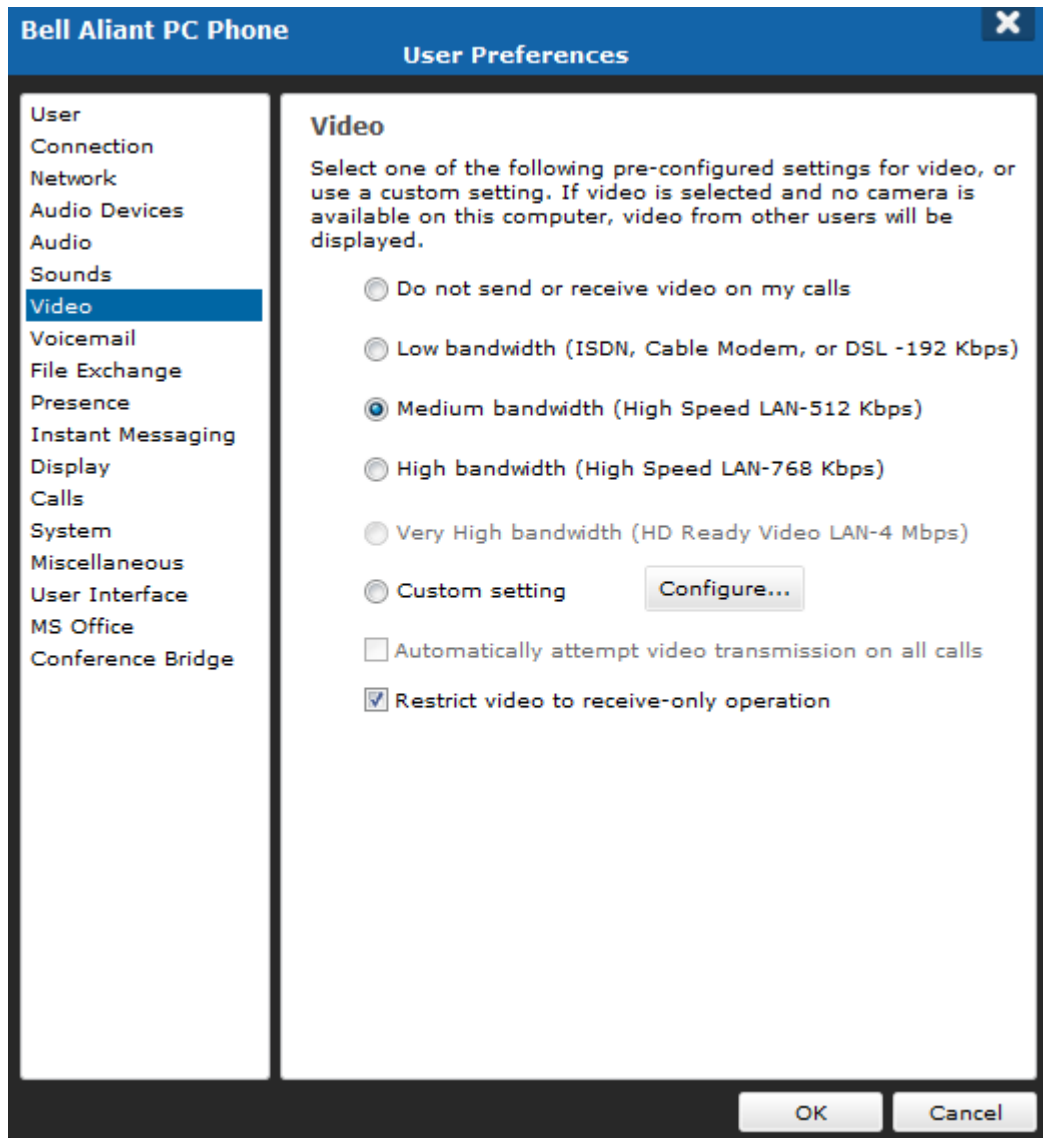 Bell Aliant PC Phone
User Preferences
User
Connection
Network
Audio Devices
Audio
Sounds
Video
Voicemail
File Exchange
Presence
Instant Messaging
Display
Calls
System
Miscellaneous
User Interface
MS Office
Conference Bridge
Video
Select one of the following pre-configured settings for video, or
use a custom setting. If video is selected and no camera is
available on this computer, video from other users will be
displayed.
Do not send or receive video on my calls
Low bandwidth (ISDN, Cable Modem, or DSL -192 Kbps)
Medium bandwidth (High Speed LAN-512 Kbps)
High bandwidth (High Speed LAN-768 Kbps)
Very High bandwidth (HD Ready Video LAN-4 Mbps)
Custom setting
Configure...
Automatically attempt video transmission on all calls
Restrict video to receive-only operation
OK
Cancel